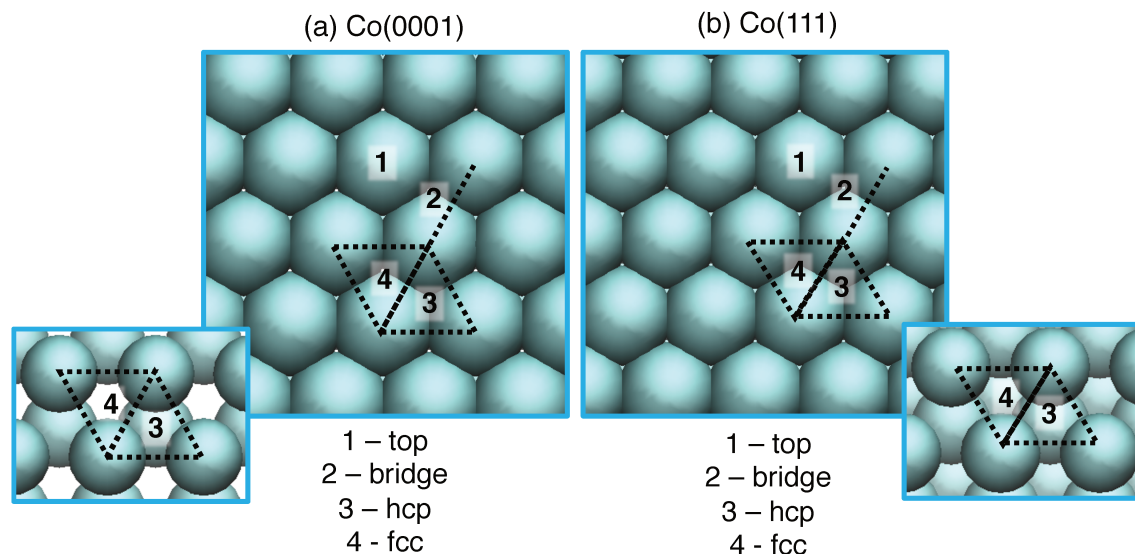 (a) Co(0001)
(b) Co(111)
1
2
4
3
1
2
4
3
4
3
4
3
1 – top
2 – bridge
3 – hcp
4 - fcc
1 – top
2 – bridge
3 – hcp
4 - fcc